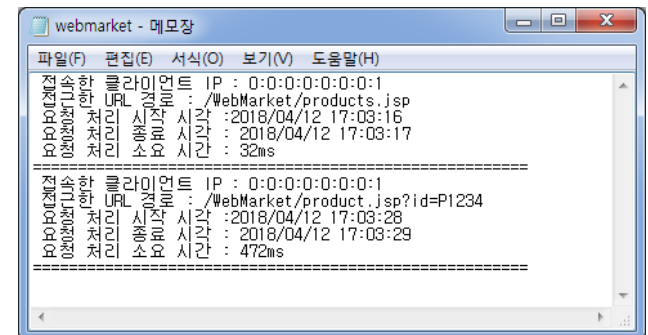 webmarket - 메모장
파일(F) 편집(E) 서식(O) 보기(V) 도움말(H)
접속한 클라이언트 IP : 0:0:0:0:0:0:0:1
접근한 URL 경로 : /WebMarket/products.jsp
요청 처리 시작 시각 :2018/04/12 17:03:16
요청 처리 종료 시각 : 2018/04/12 17:03:17
요청 처리 소요 시간 : 32ms
=======================================================
접속한 클라이언트 IP : 0:0:0:0:0:0:0:1
접근한 URL 경로 : /WebMarket/product.jsp?id=P1234
요청 처리 시작 시각 :2018/04/12 17:03:28
요청 처리 종료 시각 : 2018/04/12 17:03:29
요청 처리 소요 시간 : 472ms
=======================================================